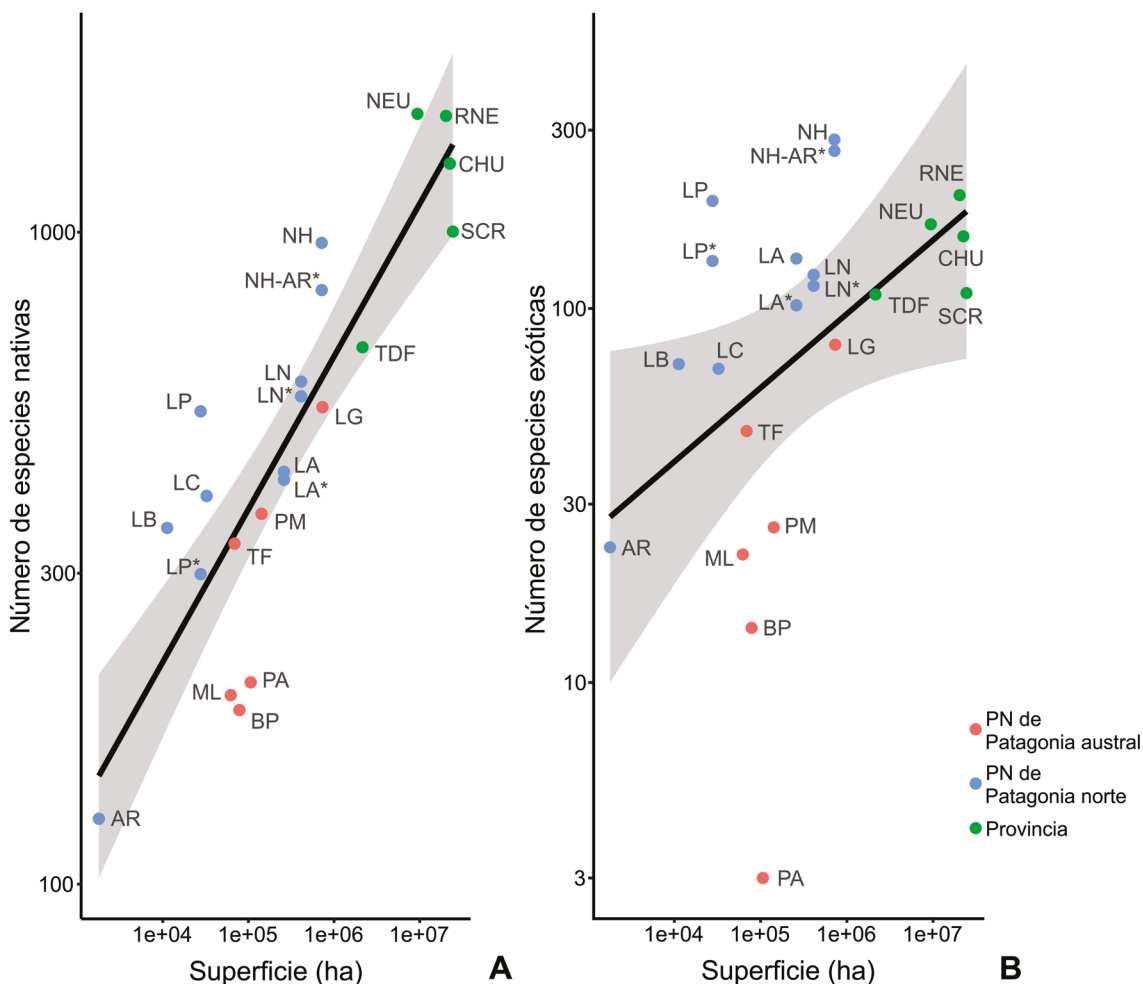 Número de especies nativas
1000
300
100
NEU
RNE
CHU
SCR
NH
NH-AR*
TDF
LN
LN*
LG
LP
LA
LA*
LC
PM
LB
TF
LP*
PA
ML
BP
AR
1e+04
1e+05
1e+06
1e+07
Superficie (ha)
A
Número de especies exóticas
300
100
30
10
3
NH
NH-AR*
RNE
LP
NEU
LP*
LA
CHU
LN
LN*
LA*
TDF
SCR
LG
LB
LC
TF
PM
AR
ML
BP
PA
PN de
Patagonia austral
PN de
Patagonia norte
Provincia
1e+04
1e+05
1e+06
1e+07
Superficie (ha)
B